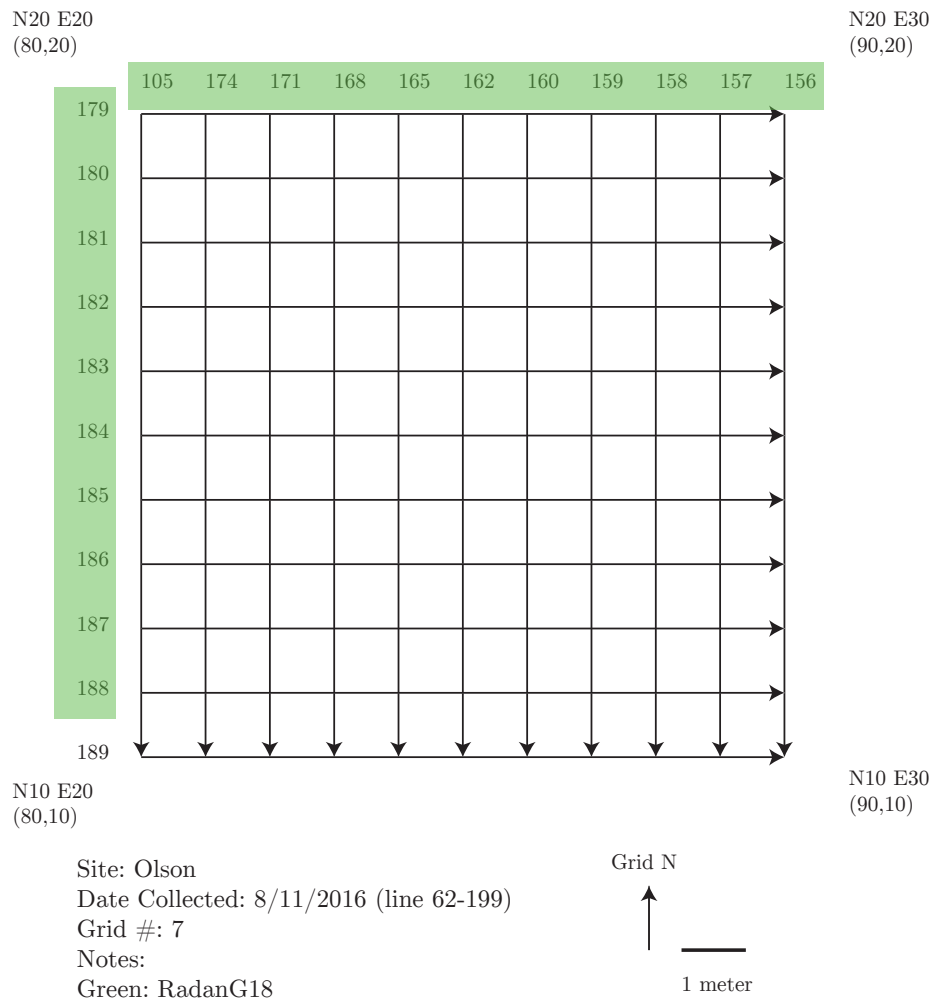 N20 E20
(80,20)
N20 E30
(90,20)
105 174 171 168 165 162 160 159 158 157 156
179
180
181
182
183
184
185
186
187
188
189
N10 E20
(80,10)
N10 E30
(90,10)
Site: Olson
Date Collected: 8/11/2016 (line 62-199)
Grid #: 7
Notes:
Green: RadanG18
Grid N
1 meter